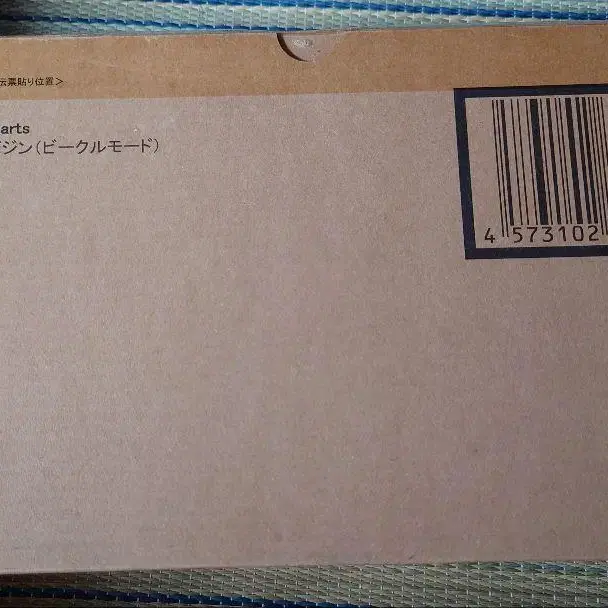 伝票貼り位置＞
arts
ジン（ビークルモード）
4 573102